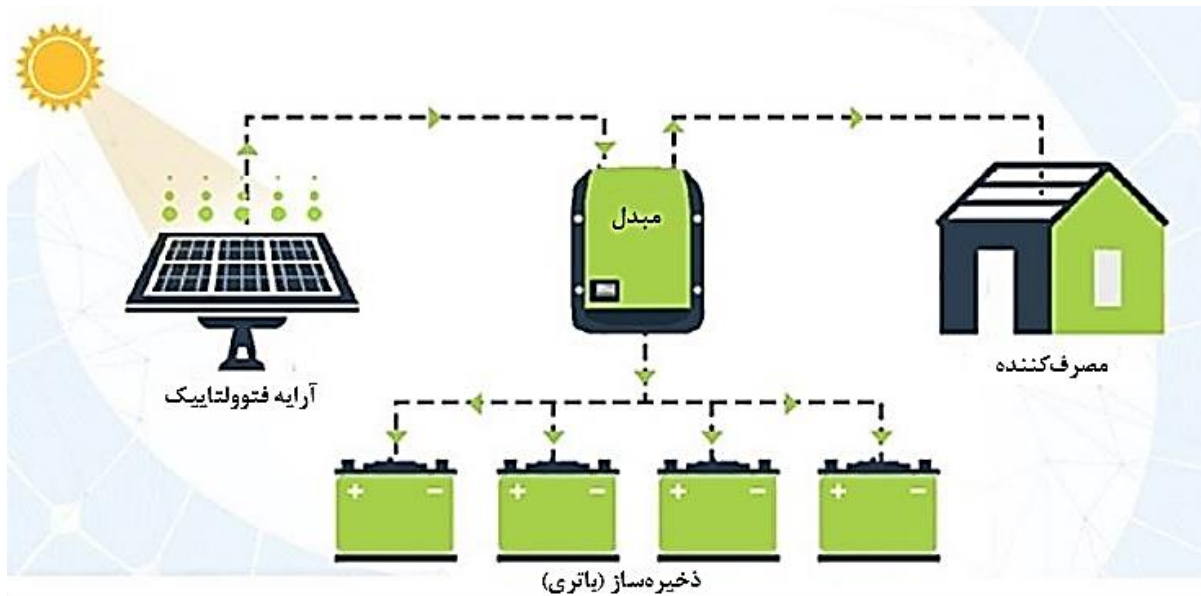 مبدل
مصرف‌کننده
آرایه فتوولتاییک
+ −
+ −
+ −
+ −
ذخیره‌ساز (باتری)